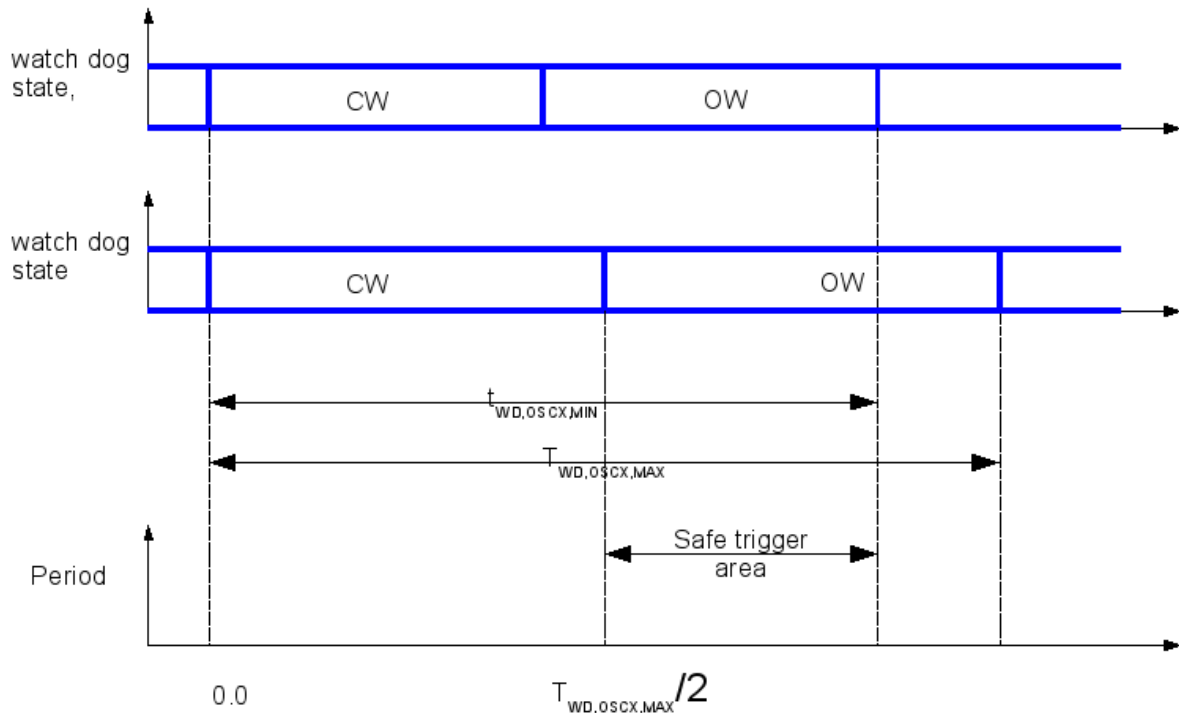 watch dog
state,
CW
OW
watch dog
state
CW
OW
tWD,OSCX,MIN
TWD,OSCX,MAX
Safe trigger
area
Period
0.0
TWD,OSCX,MAX/2